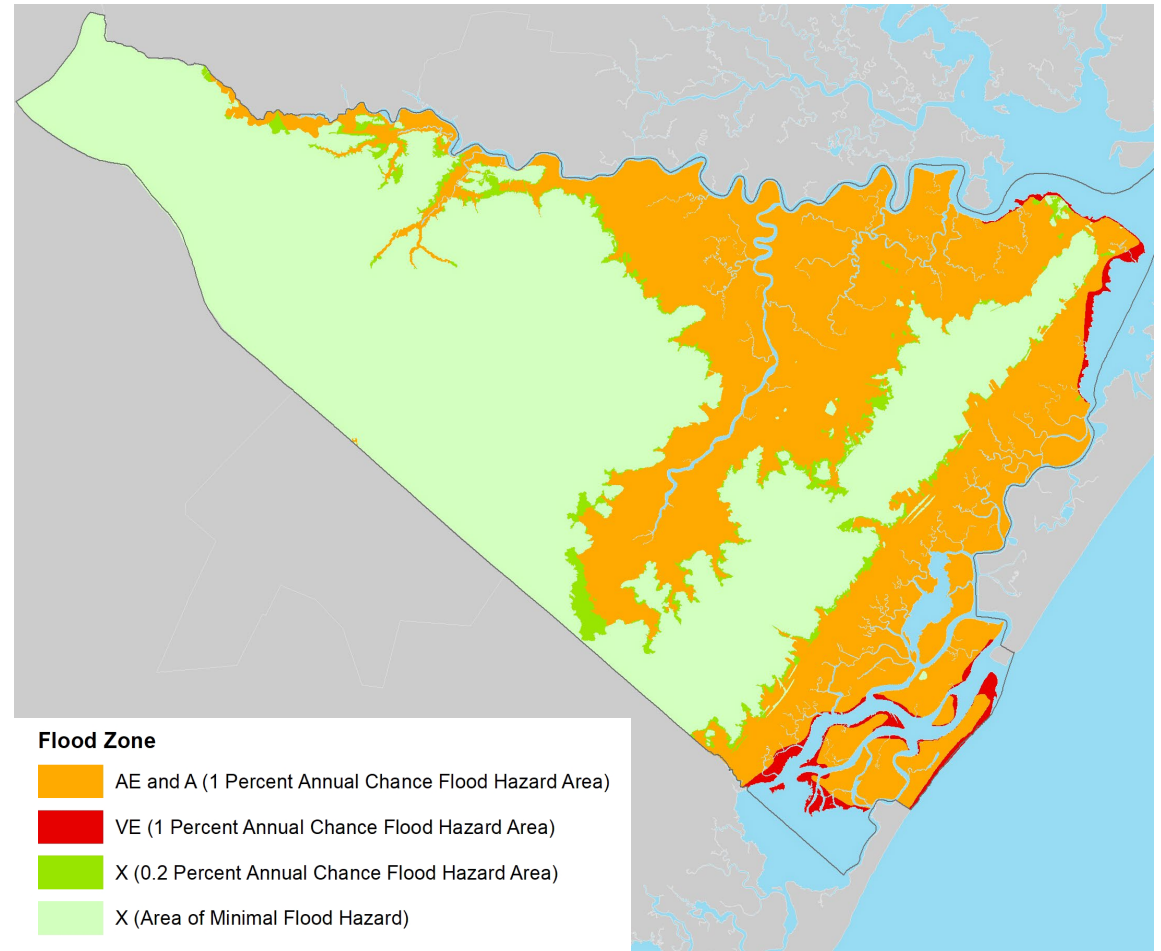 Flood Zone
AE and A (1 Percent Annual Chance Flood Hazard Area)
VE (1 Percent Annual Chance Flood Hazard Area)
X (0.2 Percent Annual Chance Flood Hazard Area)
X (Area of Minimal Flood Hazard)